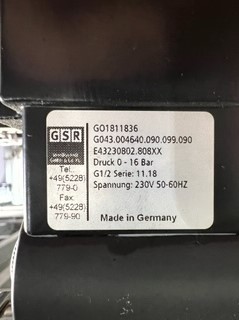 GSR
GO1811836
G043.004640.090.099.090
E43230802.808XX
Druck 0 - 16 Bar
G1/2 Serie: 11.18
Spannung: 230V 50-60HZ
Made in Germany
Tel.:
+49(5228)
779-0
Fax
+49(5228)
779-90